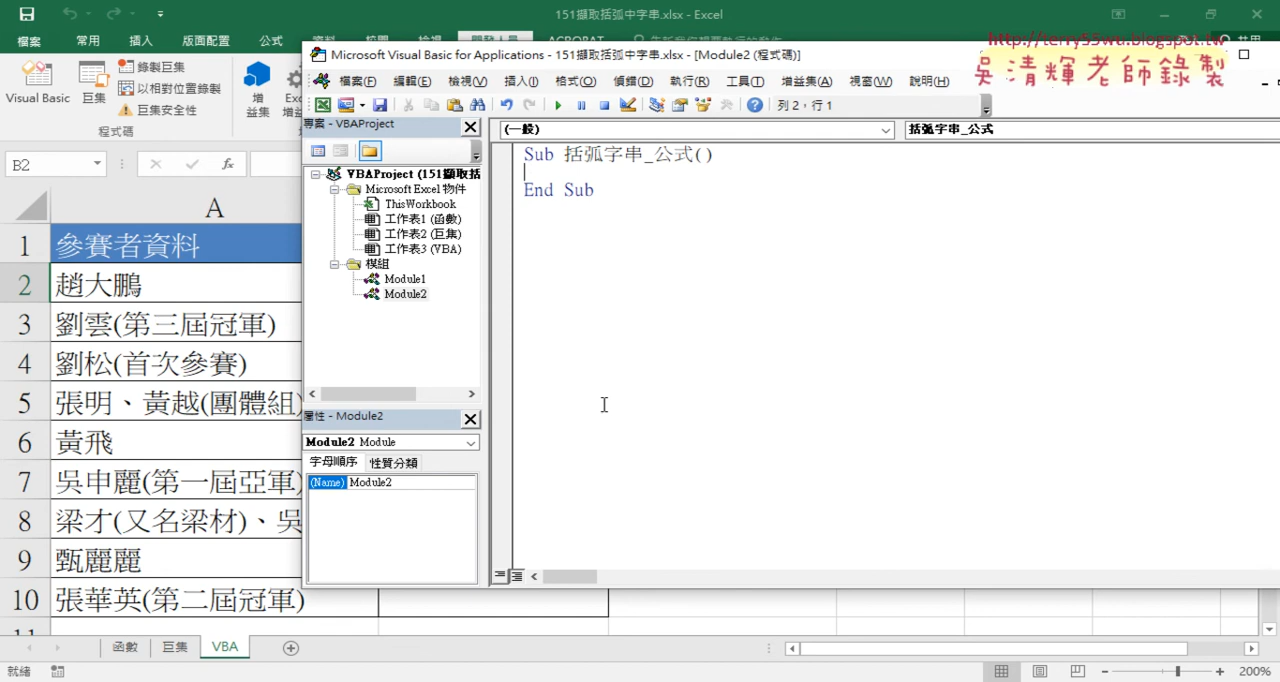 151擷取括弧中字串.xlsx - Excel
檔案 常用 插入 版面配置 公式
http://terry55wu.blogspot.tw
吳清輝老師錄製
Microsoft Visual Basic for Applications - 151擷取括弧中字串.xlsx - [Module2 (程式碼)]
檔案(F) 編輯(E) 檢視(V) 插入(I) 格式(O) 偵錯(D) 執行(R) 工具(T) 增益集(A) 視窗(W) 說明(H)
列 2，行 1
Visual Basic
巨集
錄製巨集
以相對位置錄製
巨集安全性
程式碼
增
益集
專案 - VBAProject
(一般)
括弧字串_公式
VBAProject (151擷取括
Microsoft Excel 物件
ThisWorkbook
工作表1 (函數)
工作表2 (巨集)
工作表3 (VBA)
模組
Module1
Module2
Sub 括弧字串_公式()
End Sub
屬性 - Module2
Module2 Module
字母順序 性質分類
(Name) Module2
B2
fx
A
1 參賽者資料
2 趙大鵬
3 劉雲(第三屆冠軍)
4 劉松(首次參賽)
5 張明、黃越(團體組)
6 黃飛
7 吳申麗(第一屆亞軍)
8 梁才(又名梁材)、吳
9 甄麗麗
10 張華英(第二屆冠軍)
函數 巨集 VBA
就緒
200%